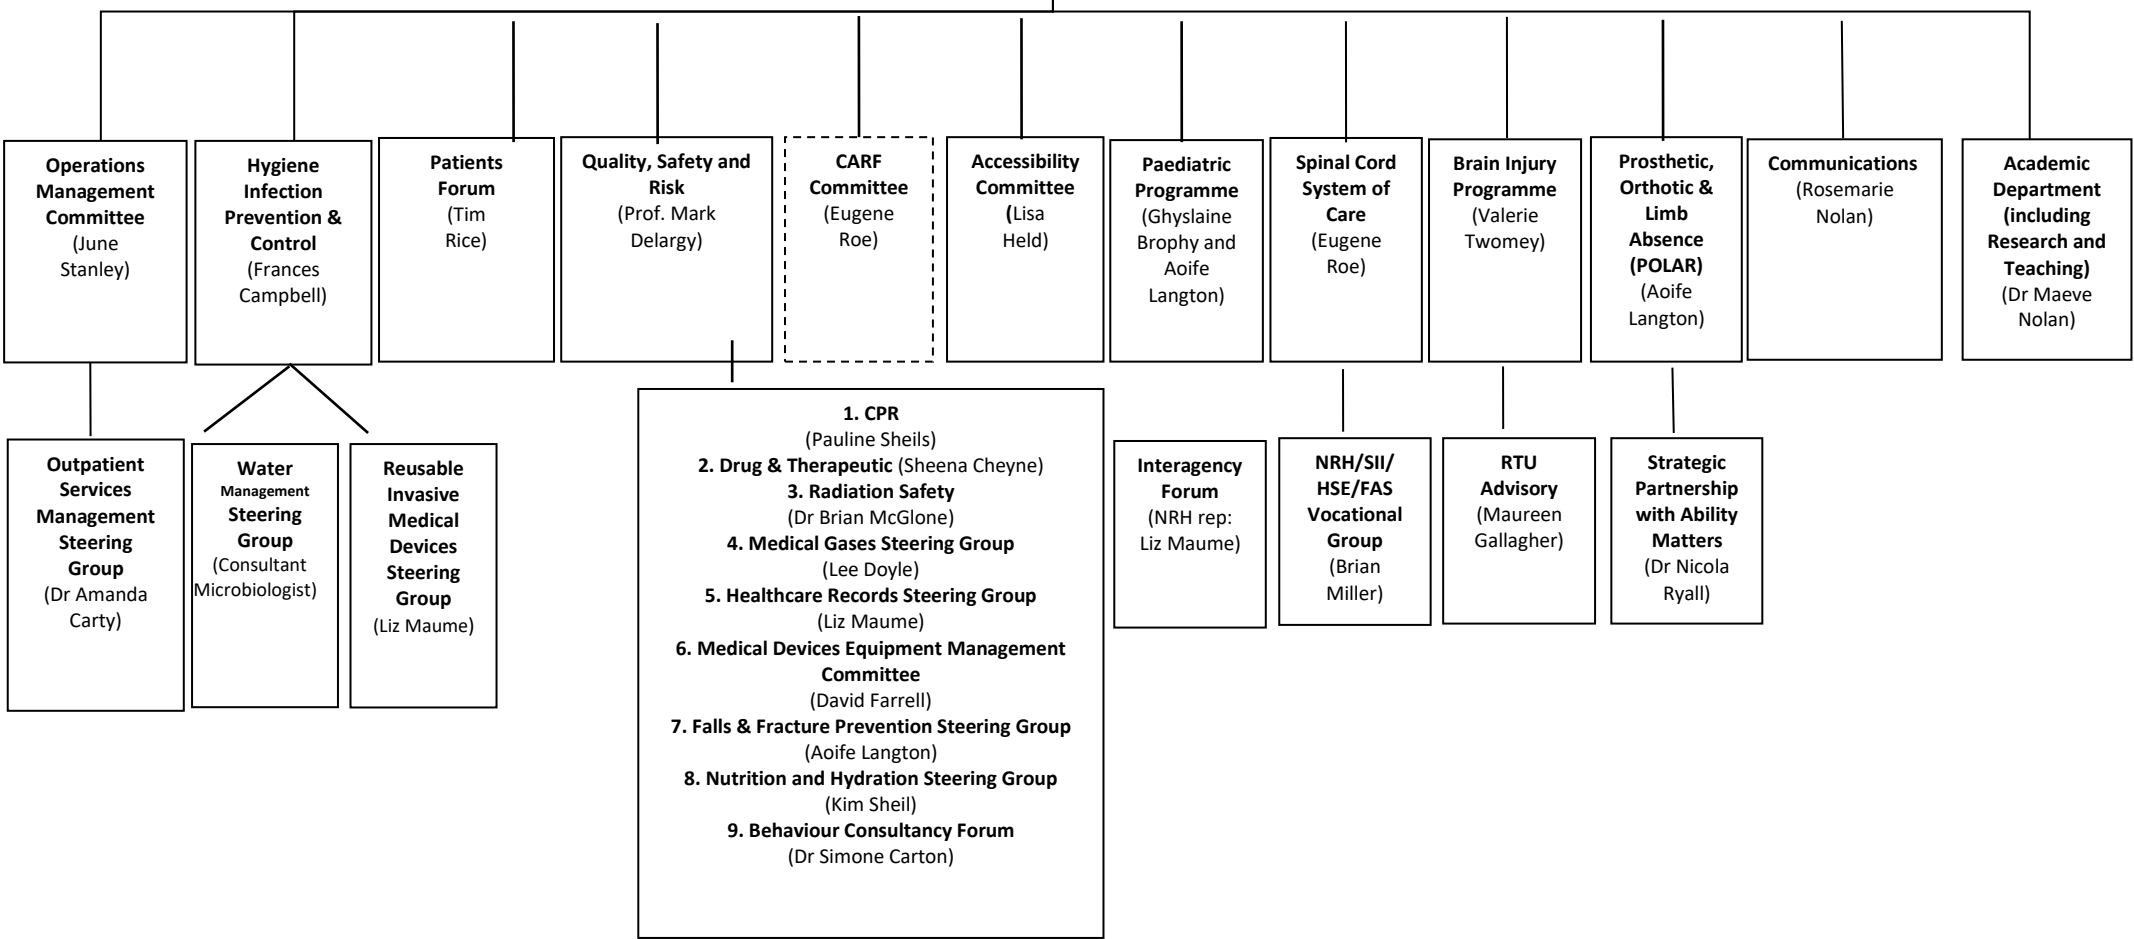 Operations
Management
Committee
(June
Stanley)
Hygiene
Infection
Prevention &
Control
(Frances
Campbell)
Patients
Forum
(Tim
Rice)
Quality, Safety and
Risk
(Prof. Mark
Delargy)
CARF
Committee
(Eugene
Roe)
Accessibility
Committee
(Lisa
Held)
Paediatric
Programme
(Ghyslaine
Brophy and
Aoife
Langton)
Spinal Cord
System of
Care
(Eugene
Roe)
Brain Injury
Programme
(Valerie
Twomey)
Prosthetic,
Orthotic &
Limb
Absence
(POLAR)
(Aoife
Langton)
Communications
(Rosemarie
Nolan)
Academic
Department
(including
Research and
Teaching)
(Dr Maeve
Nolan)
Outpatient
Services
Management
Steering
Group
(Dr Amanda
Carty)
Water
Management
Steering
Group
(Consultant
Microbiologist)
Reusable
Invasive
Medical
Devices
Steering
Group
(Liz Maume)
1. CPR
(Pauline Sheils)
2. Drug & Therapeutic (Sheena Cheyne)
3. Radiation Safety
(Dr Brian McGlone)
4. Medical Gases Steering Group
(Lee Doyle)
5. Healthcare Records Steering Group
(Liz Maume)
6. Medical Devices Equipment Management
Committee
(David Farrell)
7. Falls & Fracture Prevention Steering Group
(Aoife Langton)
8. Nutrition and Hydration Steering Group
(Kim Sheil)
9. Behaviour Consultancy Forum
(Dr Simone Carton)
Interagency
Forum
(NRH rep:
Liz Maume)
NRH/SII/
HSE/FAS
Vocational
Group
(Brian
Miller)
RTU
Advisory
(Maureen
Gallagher)
Strategic
Partnership
with Ability
Matters
(Dr Nicola
Ryall)